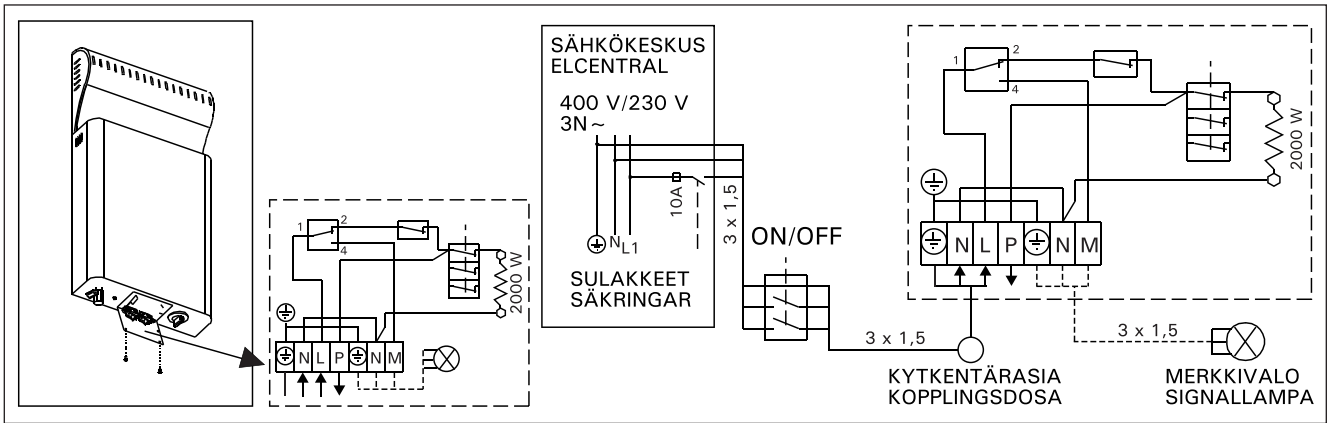 1
2
4
2000 W
N L P N M
SÄHKÖKESKUS
ELCENTRAL
400 V/230 V
3N ~
10A
3 x 1,5
N L1
SULAKKEET
SÄKRINGAR
ON/OFF
3 x 1,5
KYTKENTÄRASIA
KOPPLINGSDOSA
1
2
4
2000 W
N L P N M
3 x 1,5
MERKKIVALO
SIGNALLAMPA